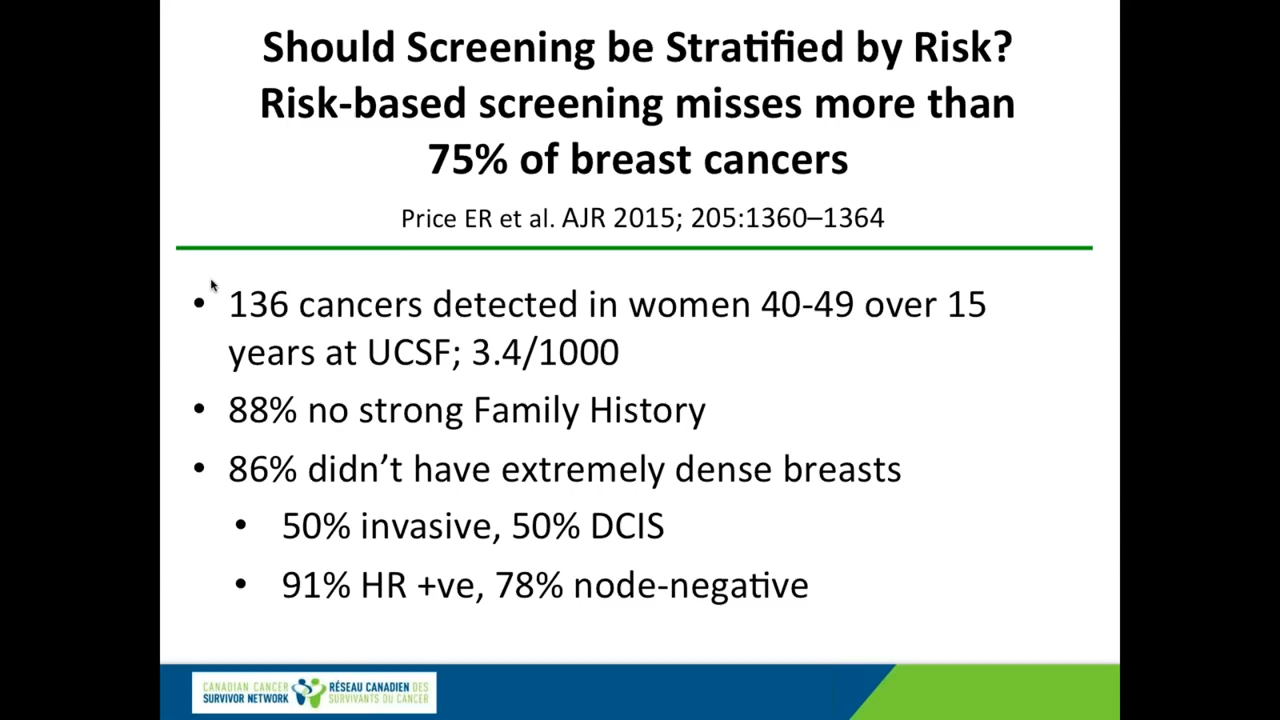 Should Screening be Stratified by Risk?
Risk-based screening misses more than
75% of breast cancers
Price ER et al. AJR 2015; 205:1360–1364
• 136 cancers detected in women 40-49 over 15
years at UCSF; 3.4/1000
• 88% no strong Family History
• 86% didn’t have extremely dense breasts
• 50% invasive, 50% DCIS
• 91% HR +ve, 78% node-negative
CANADIAN CANCER
SURVIVOR NETWORK
RÉSEAU CANADIEN DES
SURVIVANTS DU CANCER